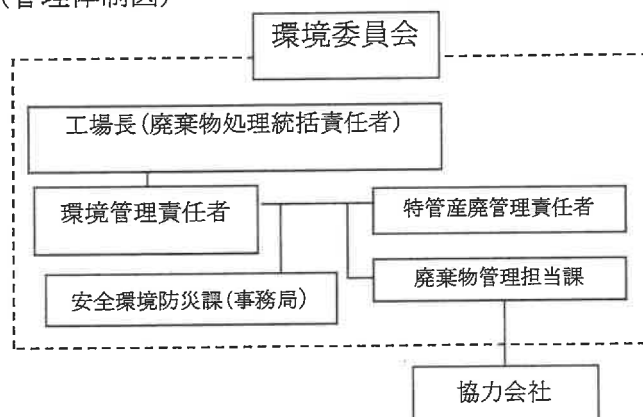 (管理体制図)
環境委員会
工場長(廃棄物処理統括責任者)
環境管理責任者
特管産廃管理責任者
安全環境防災課(事務局)
廃棄物管理担当課
協力会社